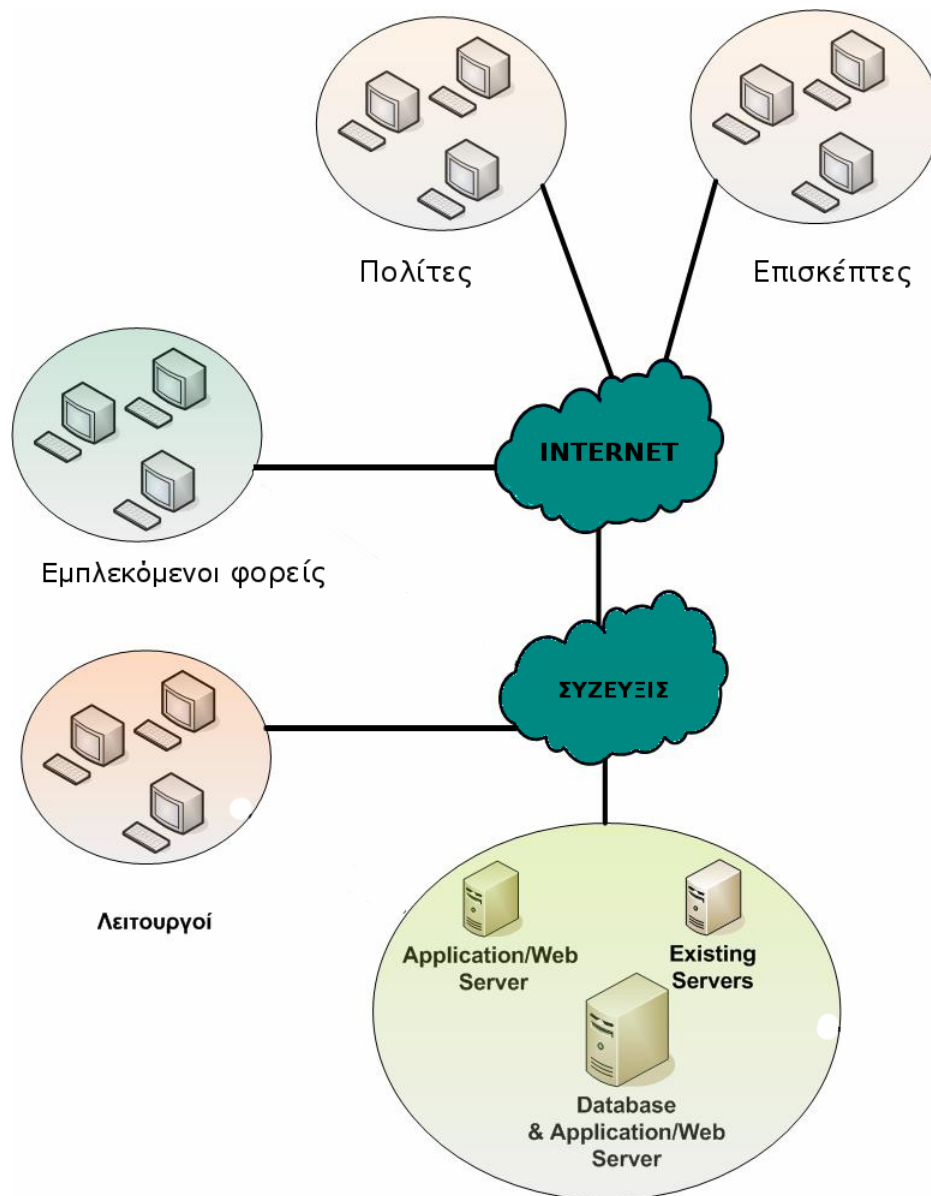 Πολίτες
Επισκέπτες
INTERNET
Εμπλεκόμενοι φορείς
ΣΥΖΕΥΞΙΣ
Λειτουργοί
Application/Web
Server
Existing
Servers
Database
& Application/Web
Server